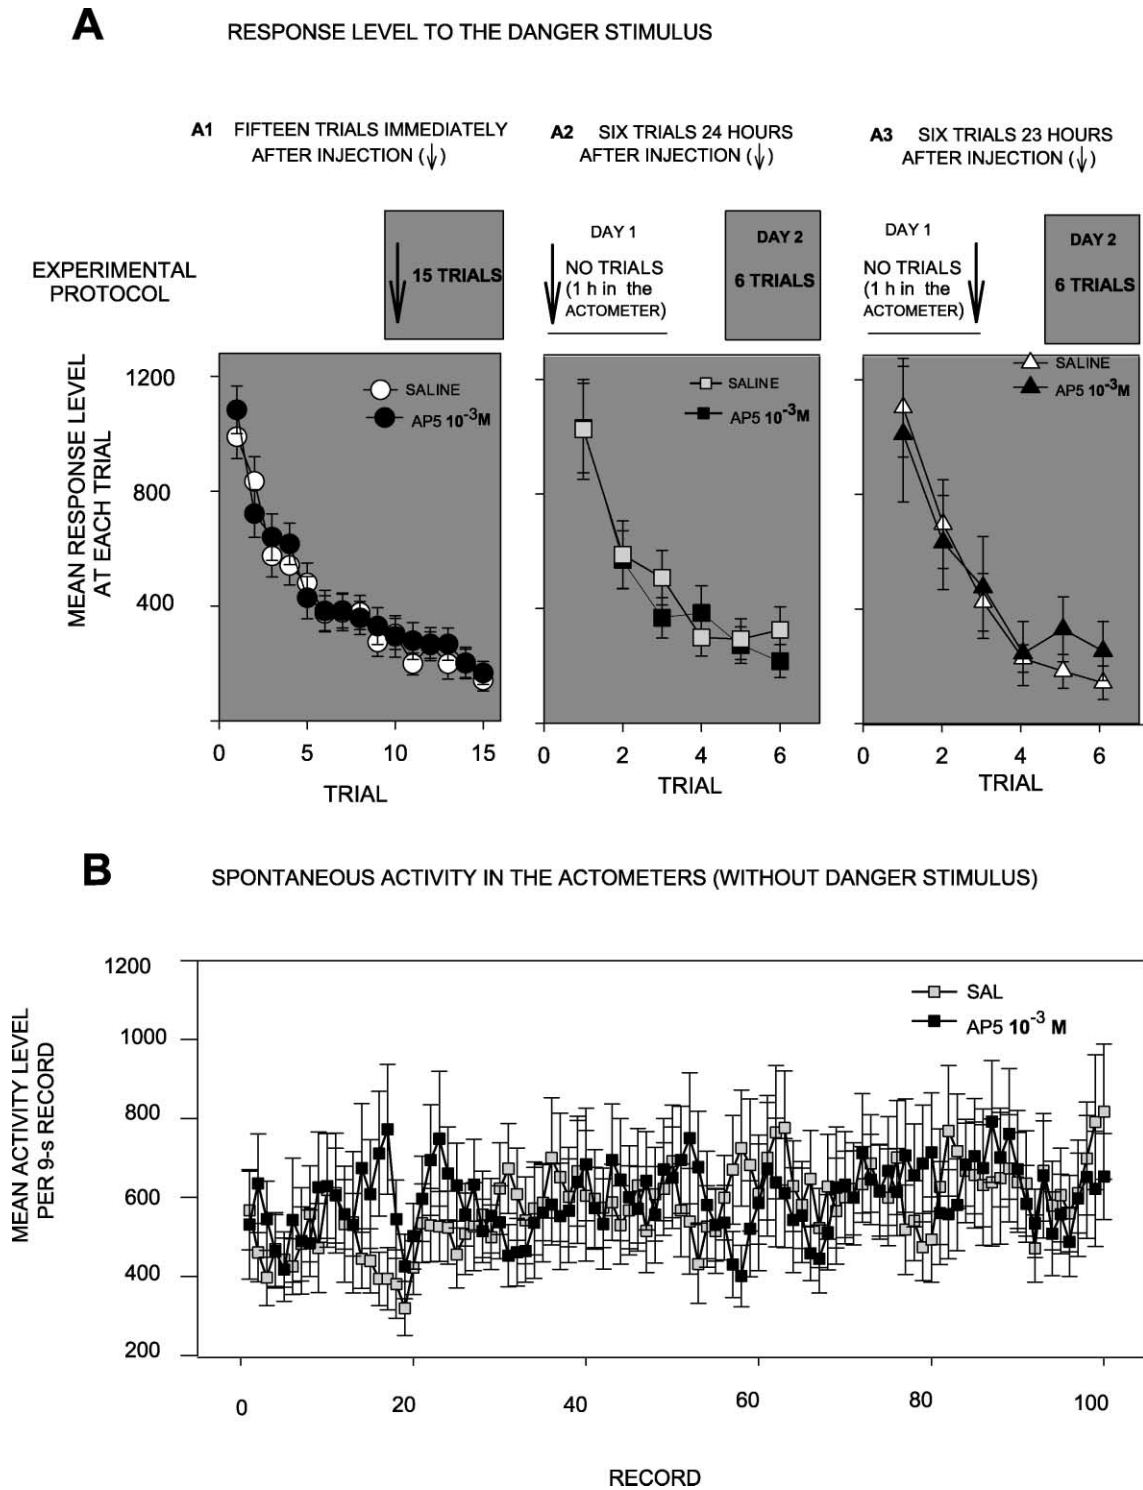 A
RESPONSE LEVEL TO THE DANGER STIMULUS
A1 FIFTEEN TRIALS IMMEDIATELY
AFTER INJECTION (↓)
A2 SIX TRIALS 24 HOURS
AFTER INJECTION (↓)
A3 SIX TRIALS 23 HOURS
AFTER INJECTION (↓)
EXPERIMENTAL
PROTOCOL
15 TRIALS
DAY 1
NO TRIALS
(1 h in the
ACTOMETER)
DAY 2
6 TRIALS
DAY 1
NO TRIALS
(1 h in the
ACTOMETER)
DAY 2
6 TRIALS
MEAN RESPONSE LEVEL
AT EACH TRIAL
1200
800
400
SALINE
AP5 10⁻³M
0 5 10 15
TRIAL
SALINE
AP5 10⁻³M
0 2 4 6
TRIAL
SALINE
AP5 10⁻³M
0 2 4 6
TRIAL
B
SPONTANEOUS ACTIVITY IN THE ACTOMETERS (WITHOUT DANGER STIMULUS)
MEAN ACTIVITY LEVEL
PER 9-s RECORD
1200
1000
800
600
400
200
SAL
AP5 10⁻³ M
0 20 40 60 80 100
RECORD